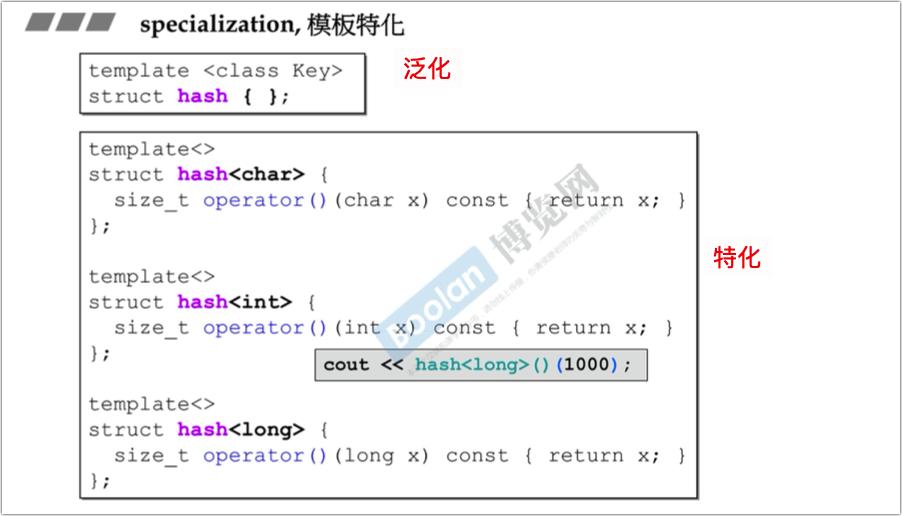 specialization, 模板特化
template <class Key>
struct hash { };
泛化
template<>
struct hash<char> {
size_t operator()(char x) const { return x; }
};
template<>
struct hash<int> {
size_t operator()(int x) const { return x; }
};
cout << hash<long>()(1000);
template<>
struct hash<long> {
size_t operator()(long x) const { return x; }
};
特化
Boolan 博览网